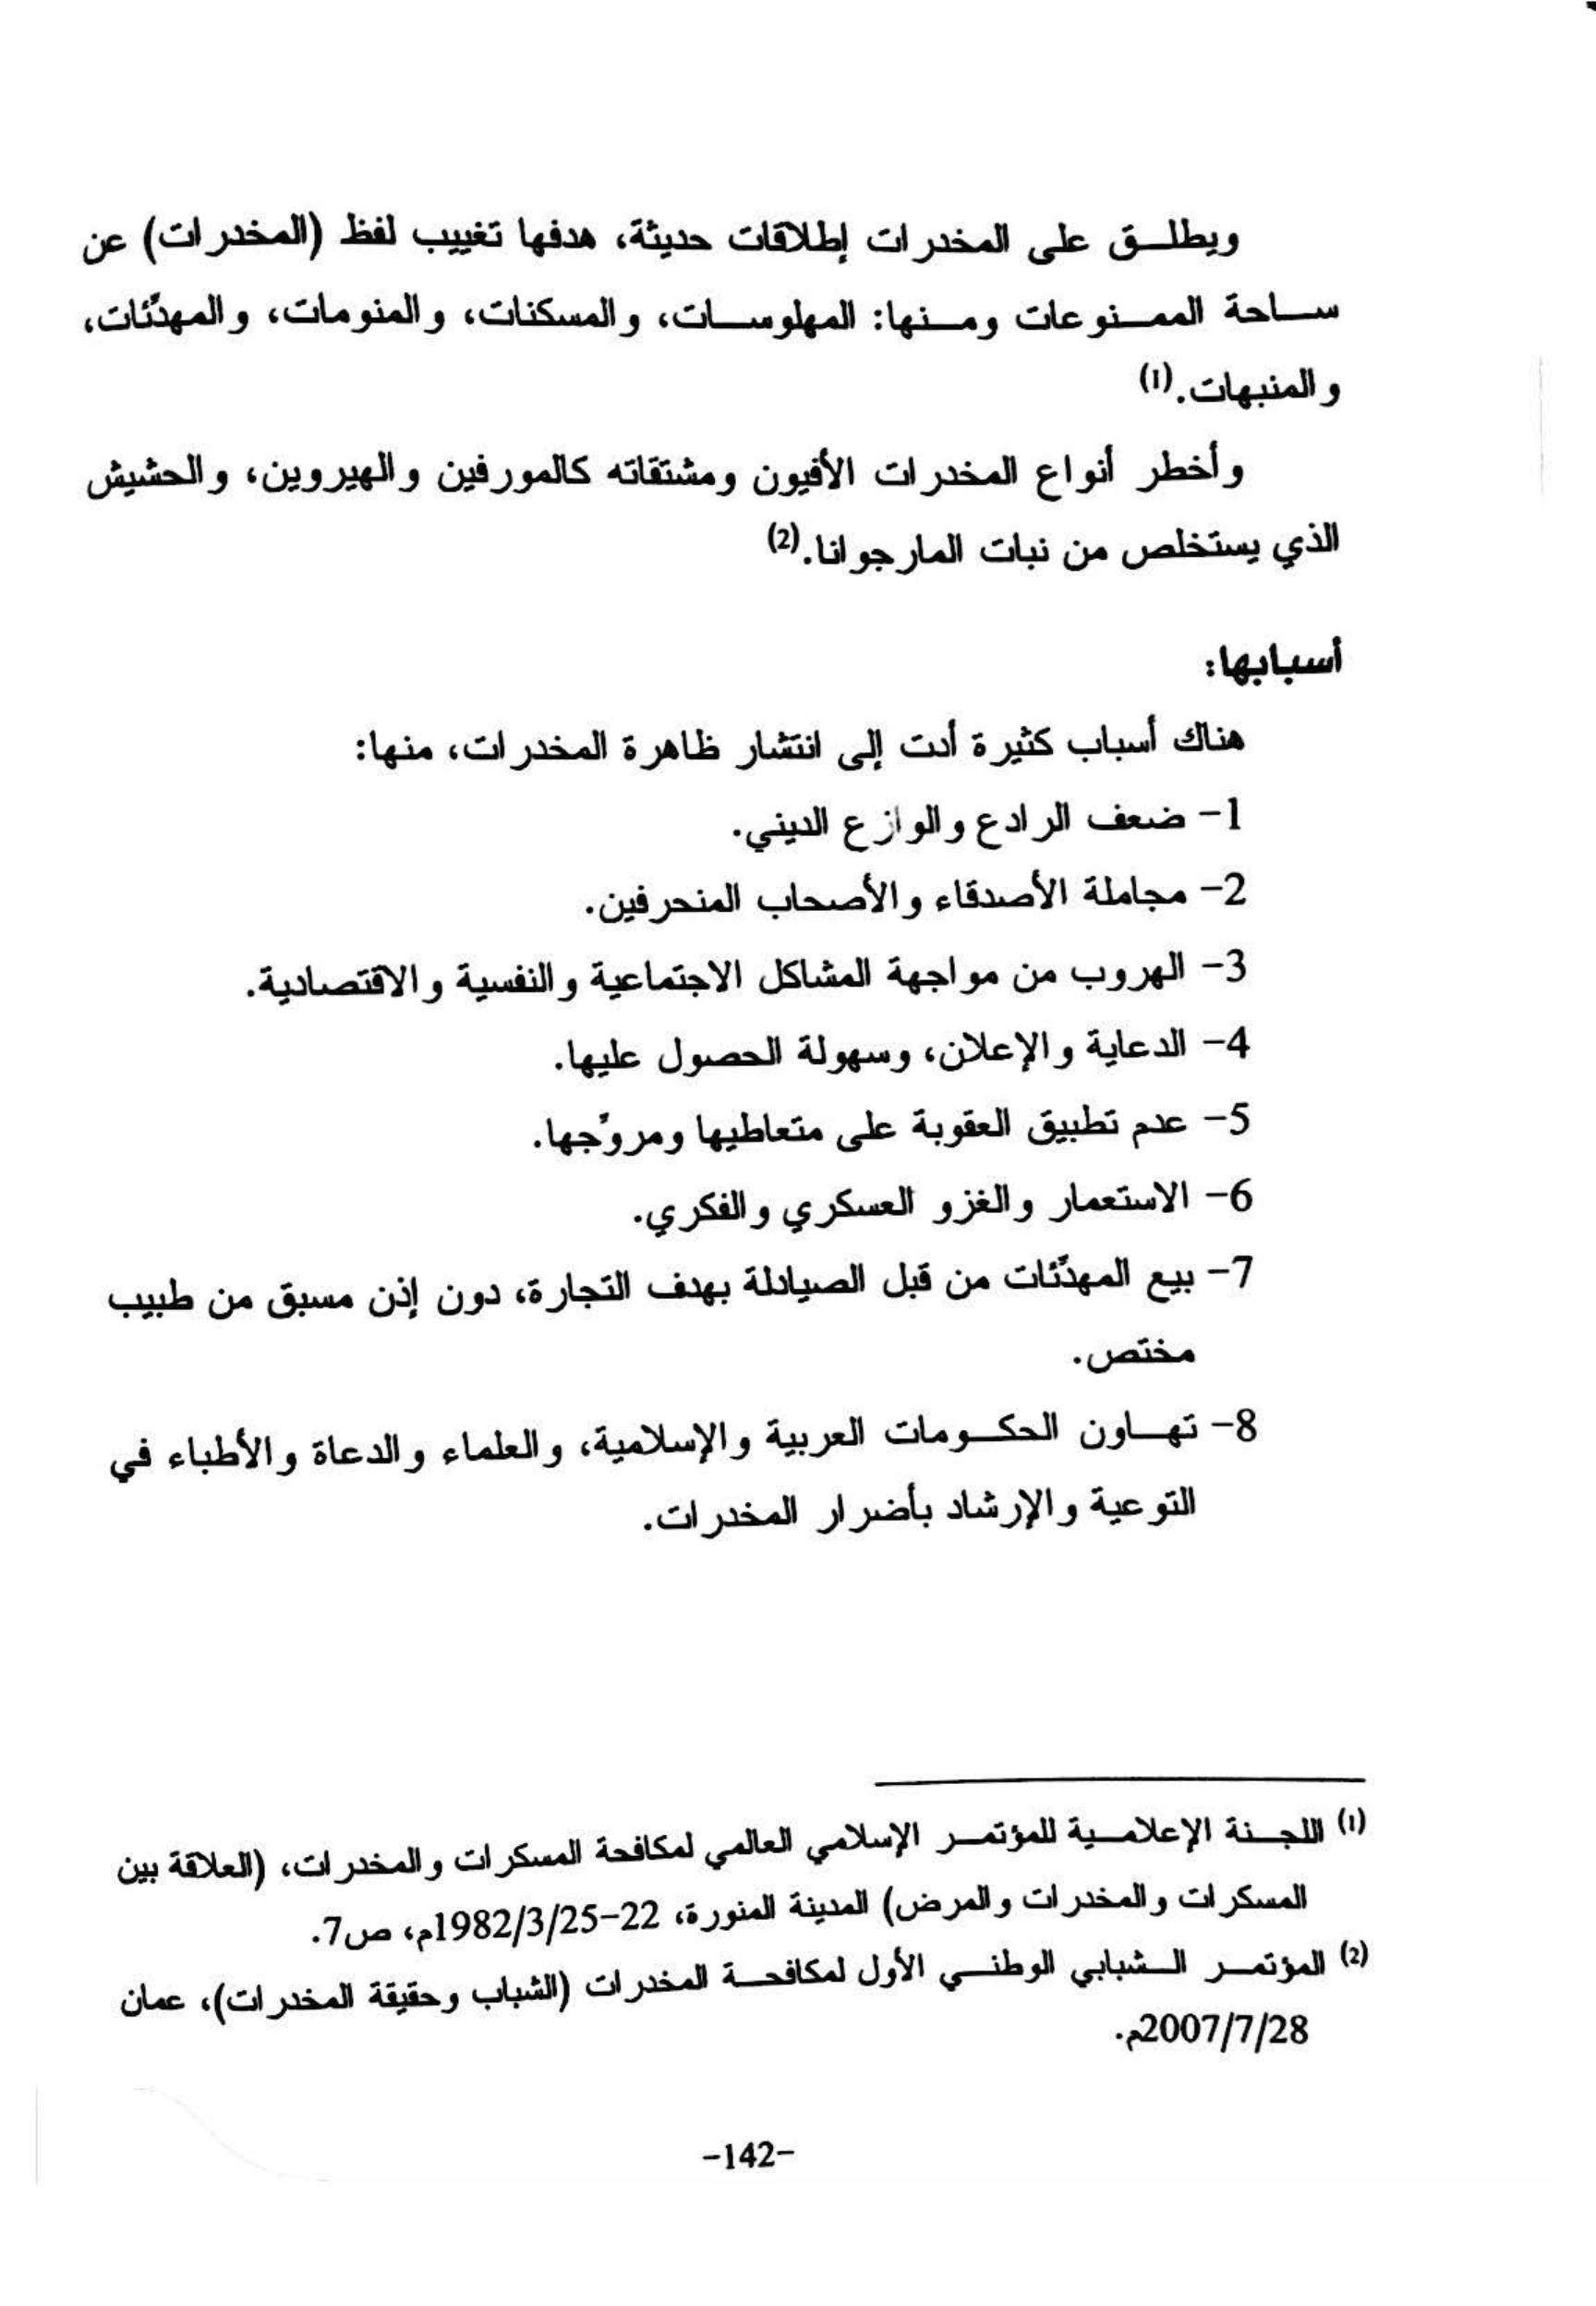 ويطلق على المخدرات إطلاقات حديثة، هدفها تغييب لفظ (المخدرات) عن
ساحة الممنوعات ومنها: المهلوسات، والمسكنات، والمنومات، والمهدّئات،
والمنبهات.(1)
وأخطر أنواع المخدرات الأفيون ومشتقاته كالمورفين والهيروين، والحشيش
الذي يستخلص من نبات المارجوانا.(2)
أسبابها:
هناك أسباب كثيرة أدت إلى انتشار ظاهرة المخدرات، منها:
1- ضعف الرادع والوازع الديني.
2- مجاملة الأصدقاء والأصحاب المنحرفين.
3- الهروب من مواجهة المشاكل الاجتماعية والنفسية والاقتصادية.
4- الدعاية والإعلان، وسهولة الحصول عليها.
5- عدم تطبيق العقوبة على متعاطيها ومروّجها.
6- الاستعمار والغزو العسكري والفكري.
7- بيع المهدّئات من قبل الصيادلة بهدف التجارة، دون إذن مسبق من طبيب
مختص.
8- تهاون الحكومات العربية والإسلامية، والعلماء والدعاة والأطباء في
التوعية والإرشاد بأضرار المخدرات.
(1) اللجنة الإعلامية للمؤتمر الإسلامي العالمي لمكافحة المسكرات والمخدرات، (العلاقة بين
المسكرات والمخدرات والمرض) المدينة المنورة، 22-1982/3/25م، ص7.
(2) المؤتمر الشبابي الوطني الأول لمكافحة المخدرات (الشباب وحقيقة المخدرات)، عمان
2007/7/28م.
-142-